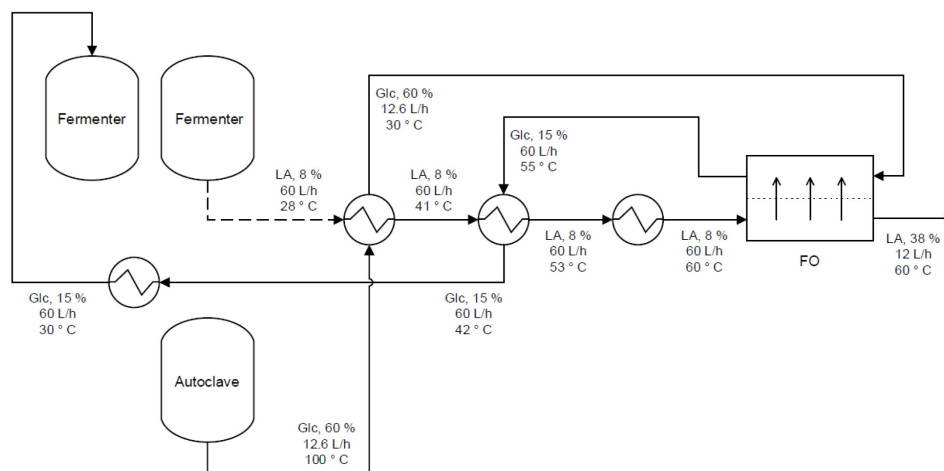 Fermenter
Fermenter
Glc, 60 %
12.6 L/h
30 ° C
Glc, 15 %
60 L/h
55 ° C
LA, 8 %
60 L/h
28 ° C
LA, 8 %
60 L/h
41 ° C
LA, 8 %
60 L/h
53 ° C
LA, 8 %
60 L/h
60 ° C
FO
LA, 38 %
12 L/h
60 ° C
Glc, 15 %
60 L/h
30 ° C
Glc, 15 %
60 L/h
42 ° C
Autoclave
Glc, 60 %
12.6 L/h
100 ° C